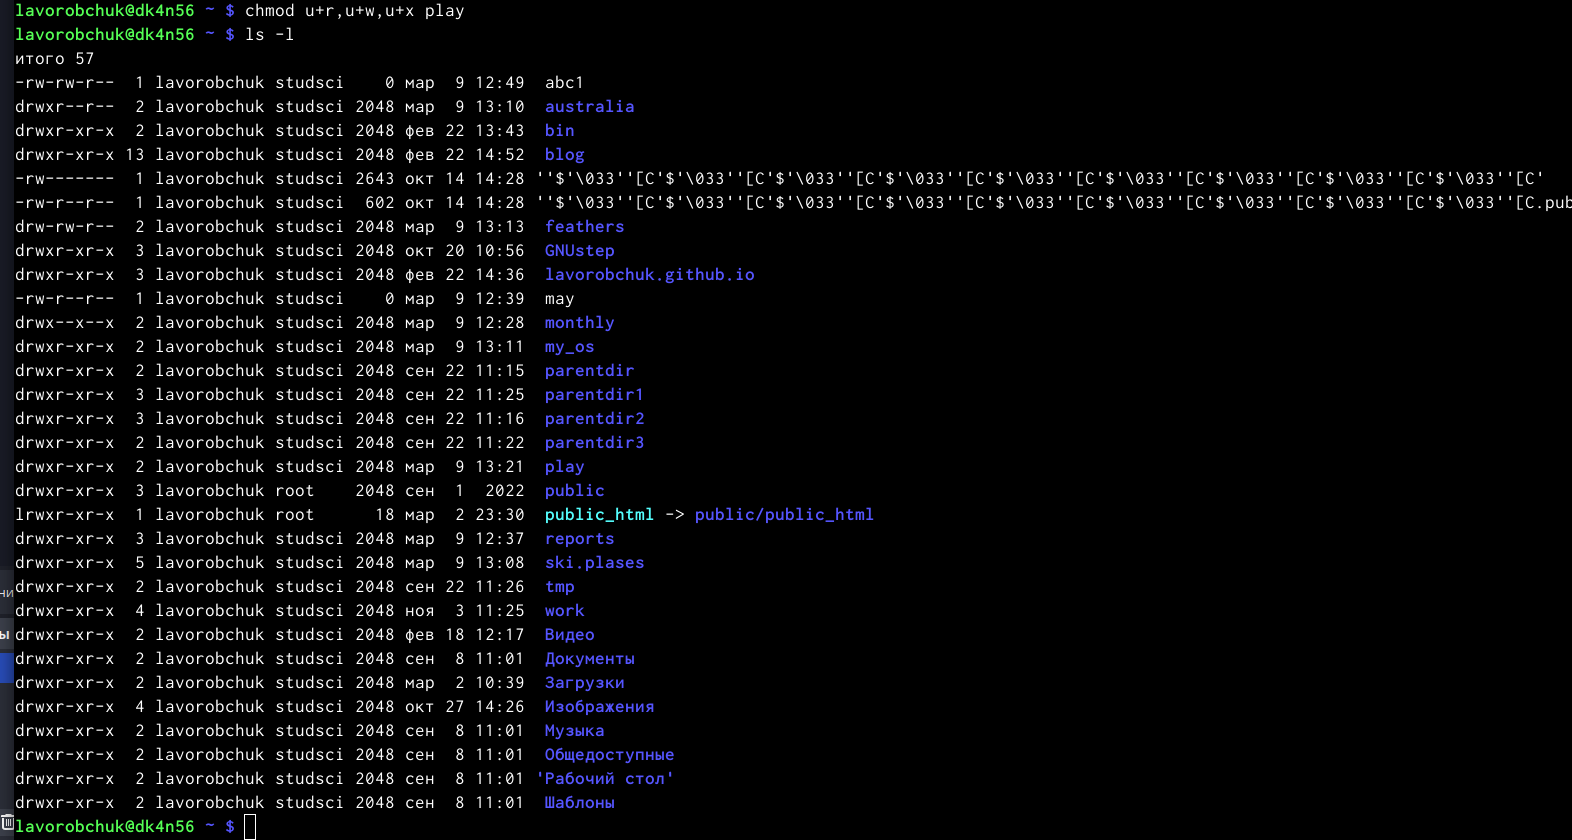 lavorobchuk@dk4n56 ~ $ chmod u+r,u+w,u+x play
lavorobchuk@dk4n56 ~ $ ls -l
итого 57
-rw-rw-r--  1 lavorobchuk studsci    0 мар  9 12:49  abc1
drwxr--r--  2 lavorobchuk studsci 2048 мар  9 13:10  australia
drwxr-xr-x  2 lavorobchuk studsci 2048 фев 22 13:43  bin
drwxr-xr-x 13 lavorobchuk studsci 2048 фев 22 14:52  blog
-rw-------  1 lavorobchuk studsci 2643 окт 14 14:28 ''$'\033''[C'$'\033''[C'$'\033''[C'$'\033''[C'$'\033''[C'$'\033''[C'$'\033''[C'$'\033''[C'$'\033''[C'
-rw-r--r--  1 lavorobchuk studsci  602 окт 14 14:28 ''$'\033''[C'$'\033''[C'$'\033''[C'$'\033''[C'$'\033''[C'$'\033''[C'$'\033''[C'$'\033''[C'$'\033''[C.pub
drw-rw-r--  2 lavorobchuk studsci 2048 мар  9 13:13  feathers
drwxr-xr-x  3 lavorobchuk studsci 2048 окт 20 10:56  GNUstep
drwxr-xr-x  3 lavorobchuk studsci 2048 фев 22 14:36  lavorobchuk.github.io
-rw-r--r--  1 lavorobchuk studsci    0 мар  9 12:39  may
drwx--x--x  2 lavorobchuk studsci 2048 мар  9 12:28  monthly
drwxr-xr-x  2 lavorobchuk studsci 2048 мар  9 13:11  my_os
drwxr-xr-x  2 lavorobchuk studsci 2048 сен 22 11:15  parentdir
drwxr-xr-x  3 lavorobchuk studsci 2048 сен 22 11:25  parentdir1
drwxr-xr-x  3 lavorobchuk studsci 2048 сен 22 11:16  parentdir2
drwxr-xr-x  2 lavorobchuk studsci 2048 сен 22 11:22  parentdir3
drwxr-xr-x  2 lavorobchuk studsci 2048 мар  9 13:21  play
drwxr-xr-x  3 lavorobchuk root    2048 сен  1  2022  public
lrwxr-xr-x  1 lavorobchuk root      18 мар  2 23:30  public_html -> public/public_html
drwxr-xr-x  3 lavorobchuk studsci 2048 мар  9 12:37  reports
drwxr-xr-x  5 lavorobchuk studsci 2048 мар  9 13:08  ski.plases
drwxr-xr-x  2 lavorobchuk studsci 2048 сен 22 11:26  tmp
drwxr-xr-x  4 lavorobchuk studsci 2048 ноя  3 11:25  work
drwxr-xr-x  2 lavorobchuk studsci 2048 фев 18 12:17  Видео
drwxr-xr-x  2 lavorobchuk studsci 2048 сен  8 11:01  Документы
drwxr-xr-x  2 lavorobchuk studsci 2048 мар  2 10:39  Загрузки
drwxr-xr-x  4 lavorobchuk studsci 2048 окт 27 14:26  Изображения
drwxr-xr-x  2 lavorobchuk studsci 2048 сен  8 11:01  Музыка
drwxr-xr-x  2 lavorobchuk studsci 2048 сен  8 11:01  Общедоступные
drwxr-xr-x  2 lavorobchuk studsci 2048 сен  8 11:01 'Рабочий стол'
drwxr-xr-x  2 lavorobchuk studsci 2048 сен  8 11:01  Шаблоны
lavorobchuk@dk4n56 ~ $